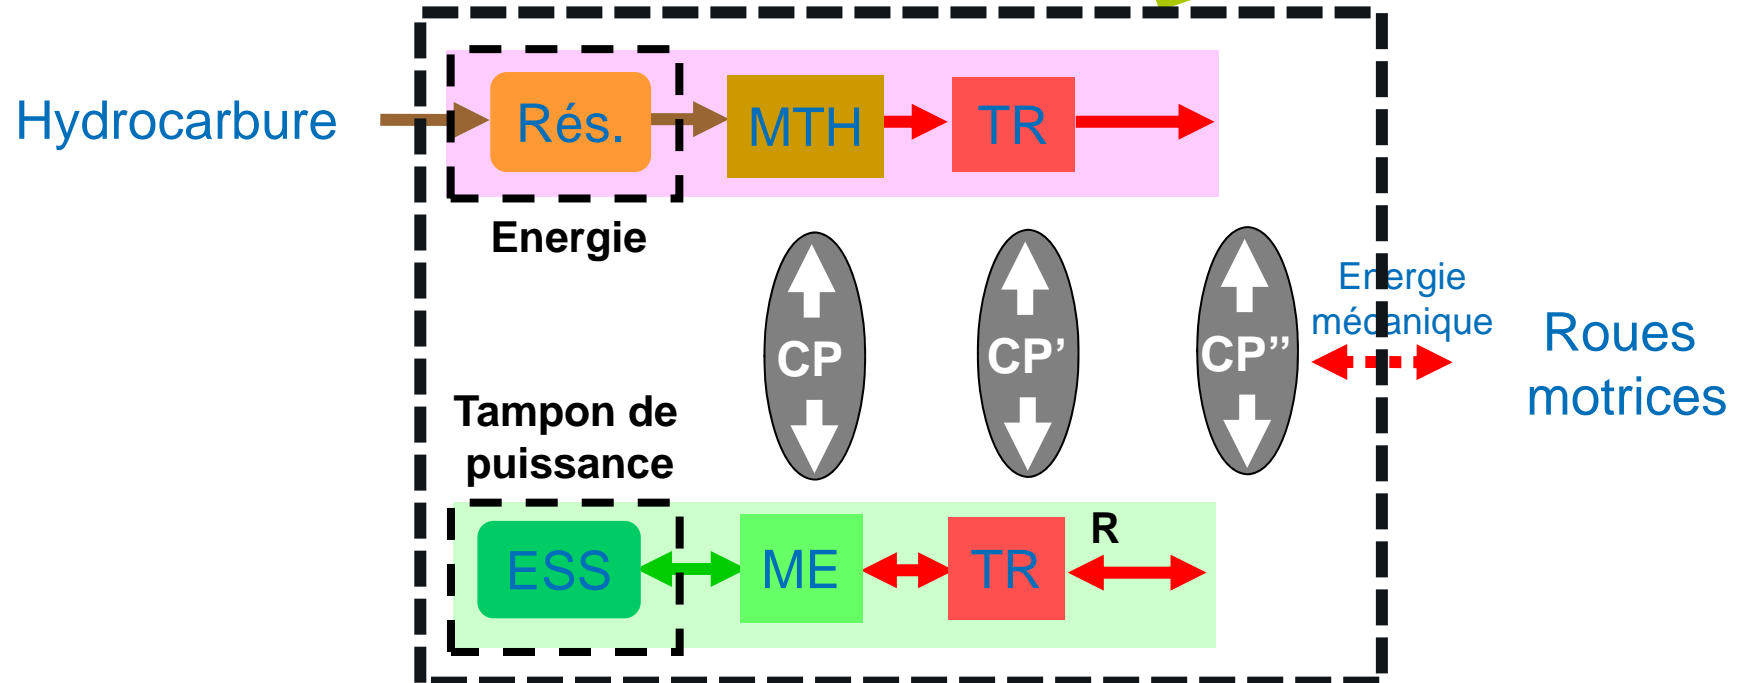 Hydrocarbure
Rés.
MTH
TR
Energie
CP
CP’
CP’’
Energie
mécanique
Roues
motrices
Tampon de
puissance
ESS
ME
TR
R